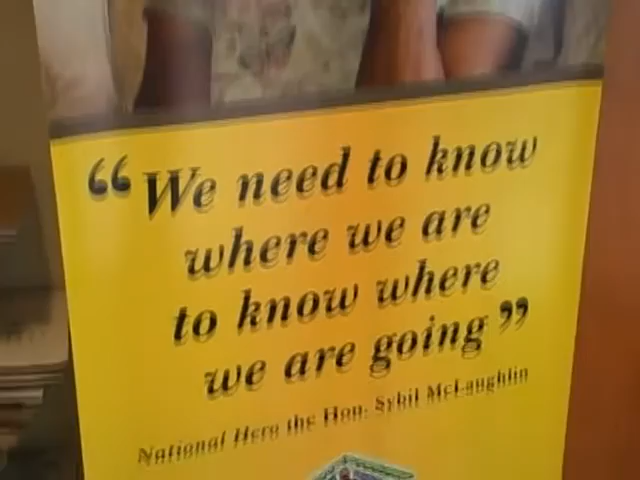 “We need to know
where we are
to know where
we are going”
National Hero the Hon. Sybil McLaughlin